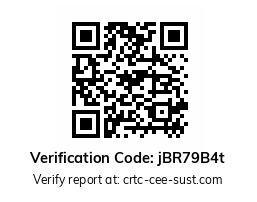 Verification Code: jBR79B4t
Verify report at: crtc-cee-sust.com